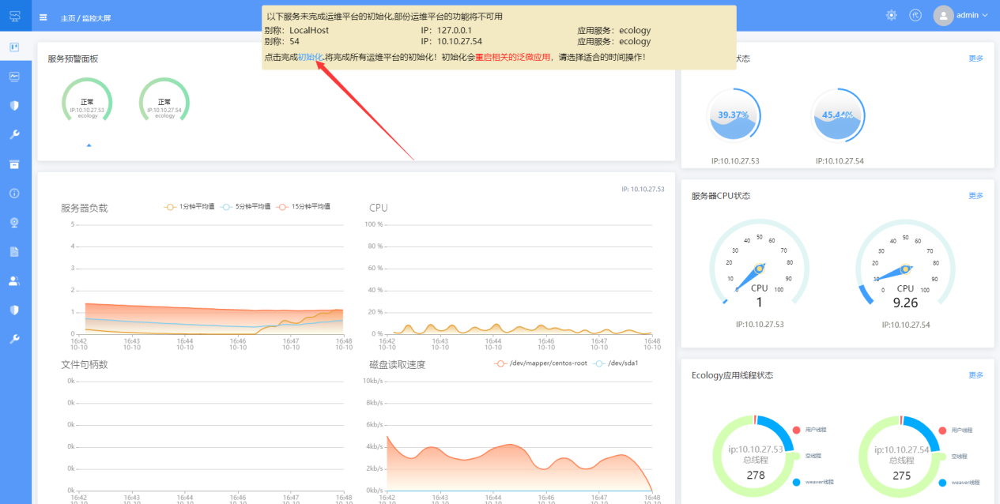 主页 / 监控大屏
以下服务未完成运维平台的初始化,部份运维平台的功能将不可用
别称：LocalHost IP：127.0.0.1 应用服务：ecology
别称：54 IP：10.10.27.54 应用服务：ecology
点击完成初始化,将完成所有运维平台的初始化！初始化会重启相关的泛微应用，请选择适合的时间操作！
代 admin
服务预警面板
正常
IP:10.10.27.53
ecology
正常
IP:10.10.27.54
ecology
状态 更多
39.37%
45.44%
IP:10.10.27.53 IP:10.10.27.54
IP: 10.10.27.53
服务器负载
1分钟平均值 5分钟平均值 15分钟平均值
5
4
3
2
1
0
16:42 16:43 16:44 16:46 16:47 16:48
10-10 10-10 10-10 10-10 10-10 10-10
CPU
100 %
80 %
60 %
40 %
20 %
0 %
16:42 16:43 16:44 16:46 16:47 16:48
10-10 10-10 10-10 10-10 10-10 10-10
服务器CPU状态 更多
0 10 20 30 40 50 60 70 80 90 100
CPU
1
IP:10.10.27.53
0 10 20 30 40 50 60 70 80 90 100
CPU
9.26
IP:10.10.27.54
文件句柄数
0k
0k
0k
0k
0k
0k
16:42 16:43 16:44 16:46 16:47 16:48
10-10 10-10 10-10 10-10 10-10 10-10
磁盘读取速度
/dev/mapper/centos-root /dev/sda1
10kb/s
8kb/s
6kb/s
4kb/s
2kb/s
0kb/s
16:42 16:43 16:44 16:46 16:47 16:48
10-10 10-10 10-10 10-10 10-10 10-10
Ecology应用线程状态 更多
ip:10.10.27.53
总线程
278
用户线程
空线程
weaver线程
ip:10.10.27.54
总线程
275
用户线程
空线程
weaver线程